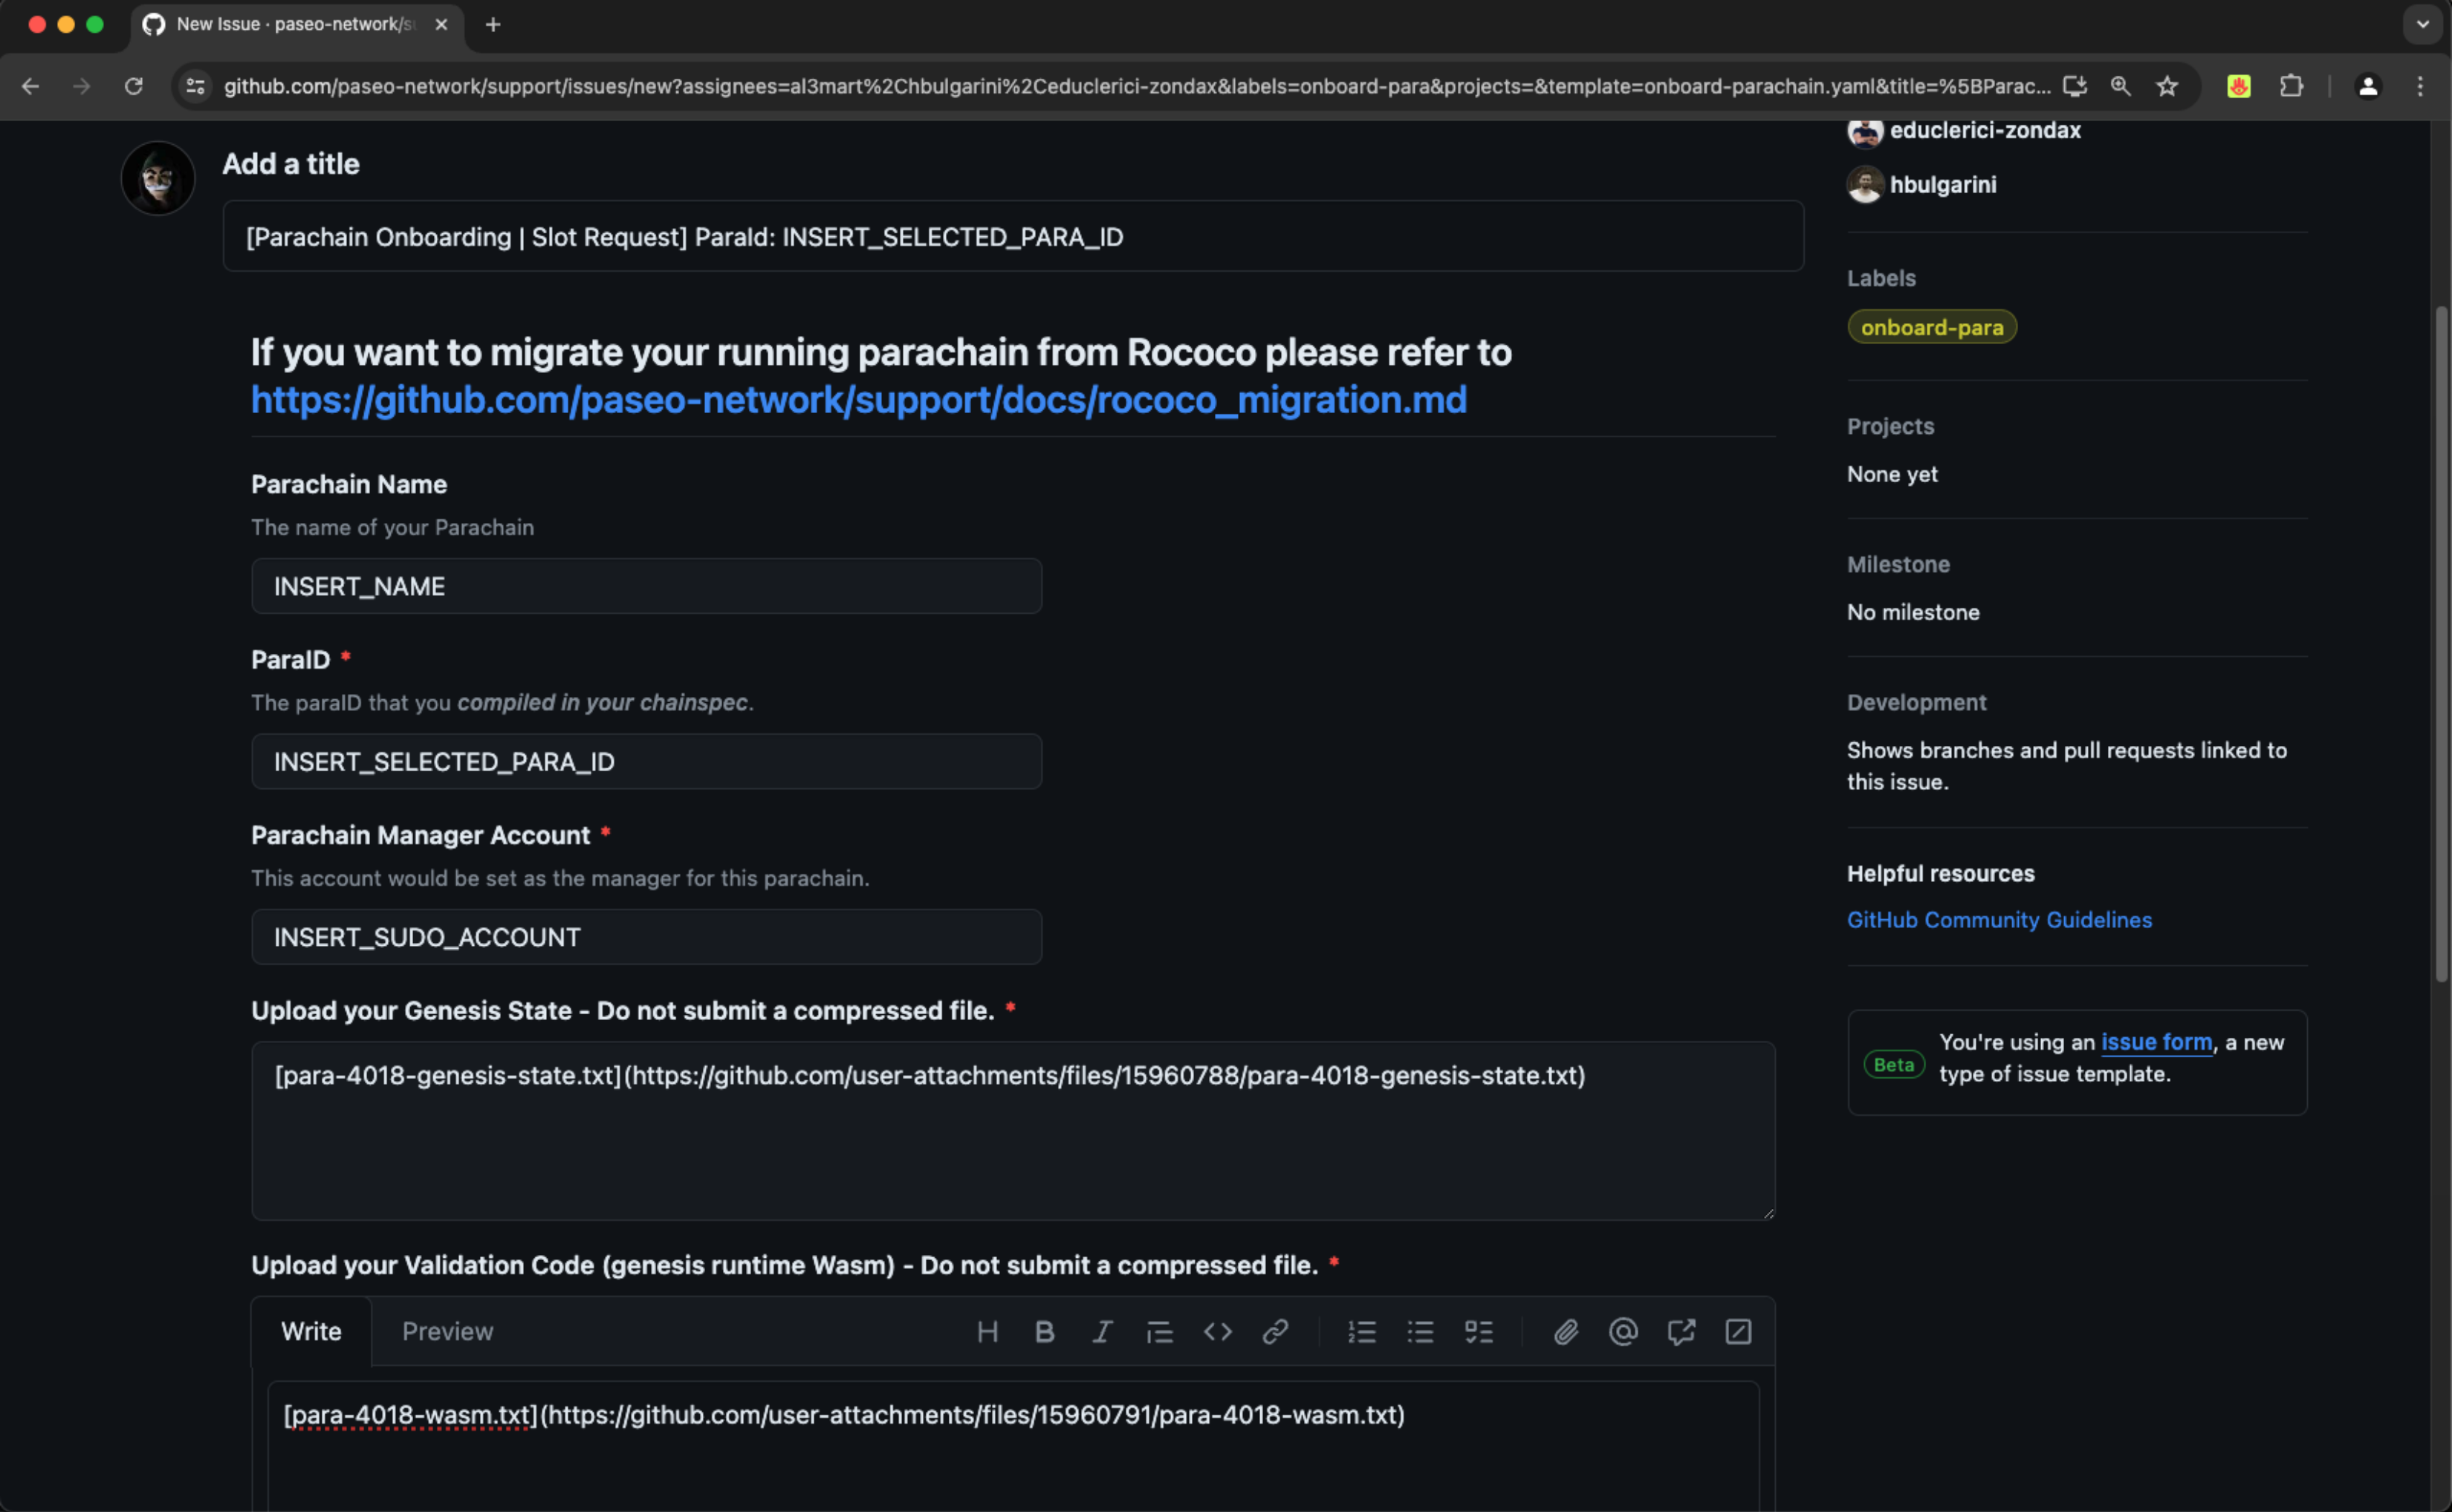 New Issue · paseo-network/su
github.com/paseo-network/support/issues/new?assignees=al3mart%2Chbulgarini%2Ceduclerici-zondax&labels=onboard-para&projects=&template=onboard-parachain.yaml&title=%5BParac...
Add a title
[Parachain Onboarding | Slot Request] ParaId: INSERT_SELECTED_PARA_ID
If you want to migrate your running parachain from Rococo please refer to
https://github.com/paseo-network/support/docs/rococo_migration.md
Parachain Name
The name of your Parachain
INSERT_NAME
ParaID *
The paraID that you compiled in your chainspec.
INSERT_SELECTED_PARA_ID
Parachain Manager Account *
This account would be set as the manager for this parachain.
INSERT_SUDO_ACCOUNT
Upload your Genesis State - Do not submit a compressed file. *
[para-4018-genesis-state.txt](https://github.com/user-attachments/files/15960788/para-4018-genesis-state.txt)
Upload your Validation Code (genesis runtime Wasm) - Do not submit a compressed file. *
Write
Preview
[para-4018-wasm.txt](https://github.com/user-attachments/files/15960791/para-4018-wasm.txt)
educlerici-zondax
hbulgarini
Labels
onboard-para
Projects
None yet
Milestone
No milestone
Development
Shows branches and pull requests linked to
this issue.
Helpful resources
GitHub Community Guidelines
Beta
You're using an issue form, a new
type of issue template.